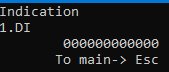 Indication
1.DI
000000000000
To main-> Esc